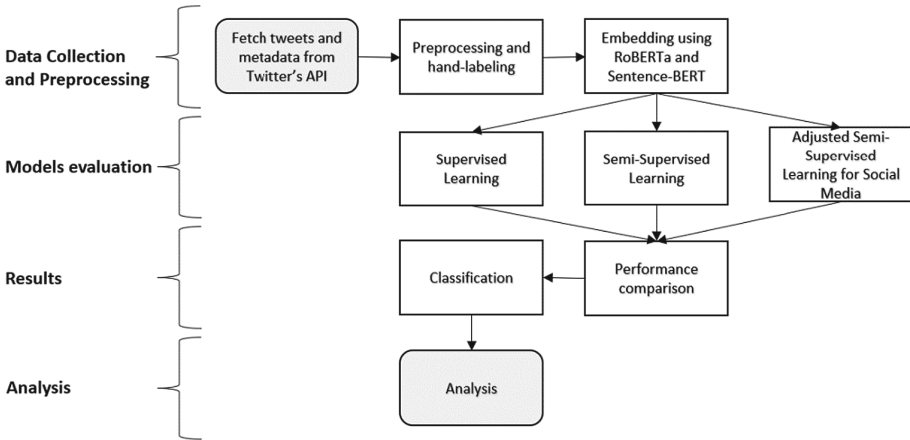 Data Collection
and Preprocessing
Fetch tweets and
metadata from
Twitter's API
Preprocessing and
hand-labeling
Embedding using
RoBERTa and
Sentence-BERT
Models evaluation
Supervised
Learning
Semi-Supervised
Learning
Adjusted Semi-
Supervised
Learning for Social
Media
Results
Classification
Performance
comparison
Analysis
Analysis